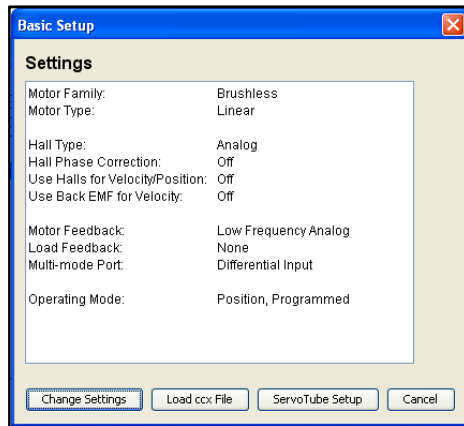 Basic Setup
Settings
Motor Family: Brushless
Motor Type: Linear
Hall Type: Analog
Hall Phase Correction: Off
Use Halls for Velocity/Position: Off
Use Back EMF for Velocity: Off
Motor Feedback: Low Frequency Analog
Load Feedback: None
Multi-mode Port: Differential Input
Operating Mode: Position, Programmed
Change Settings Load ccx File ServoTube Setup Cancel